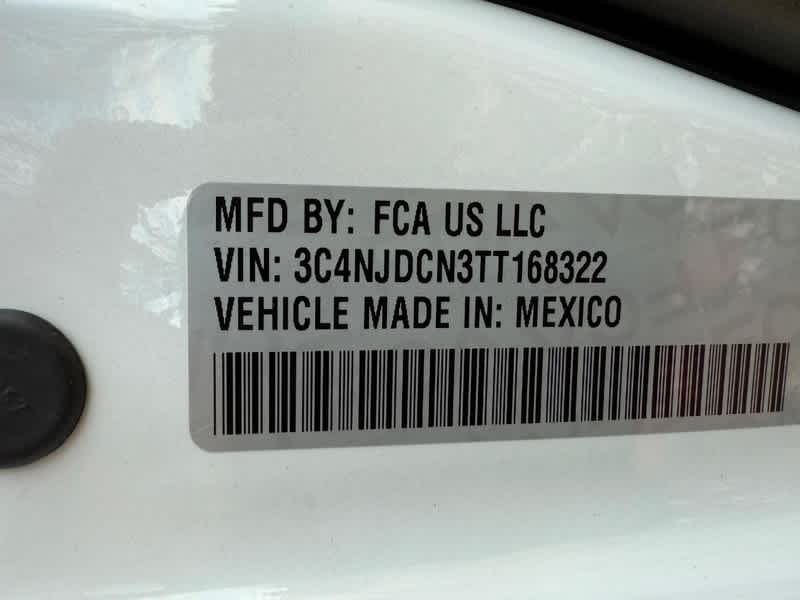 MFD BY: FCA US LLC
VIN: 3C4NJDCN3TT168322
VEHICLE MADE IN: MEXICO